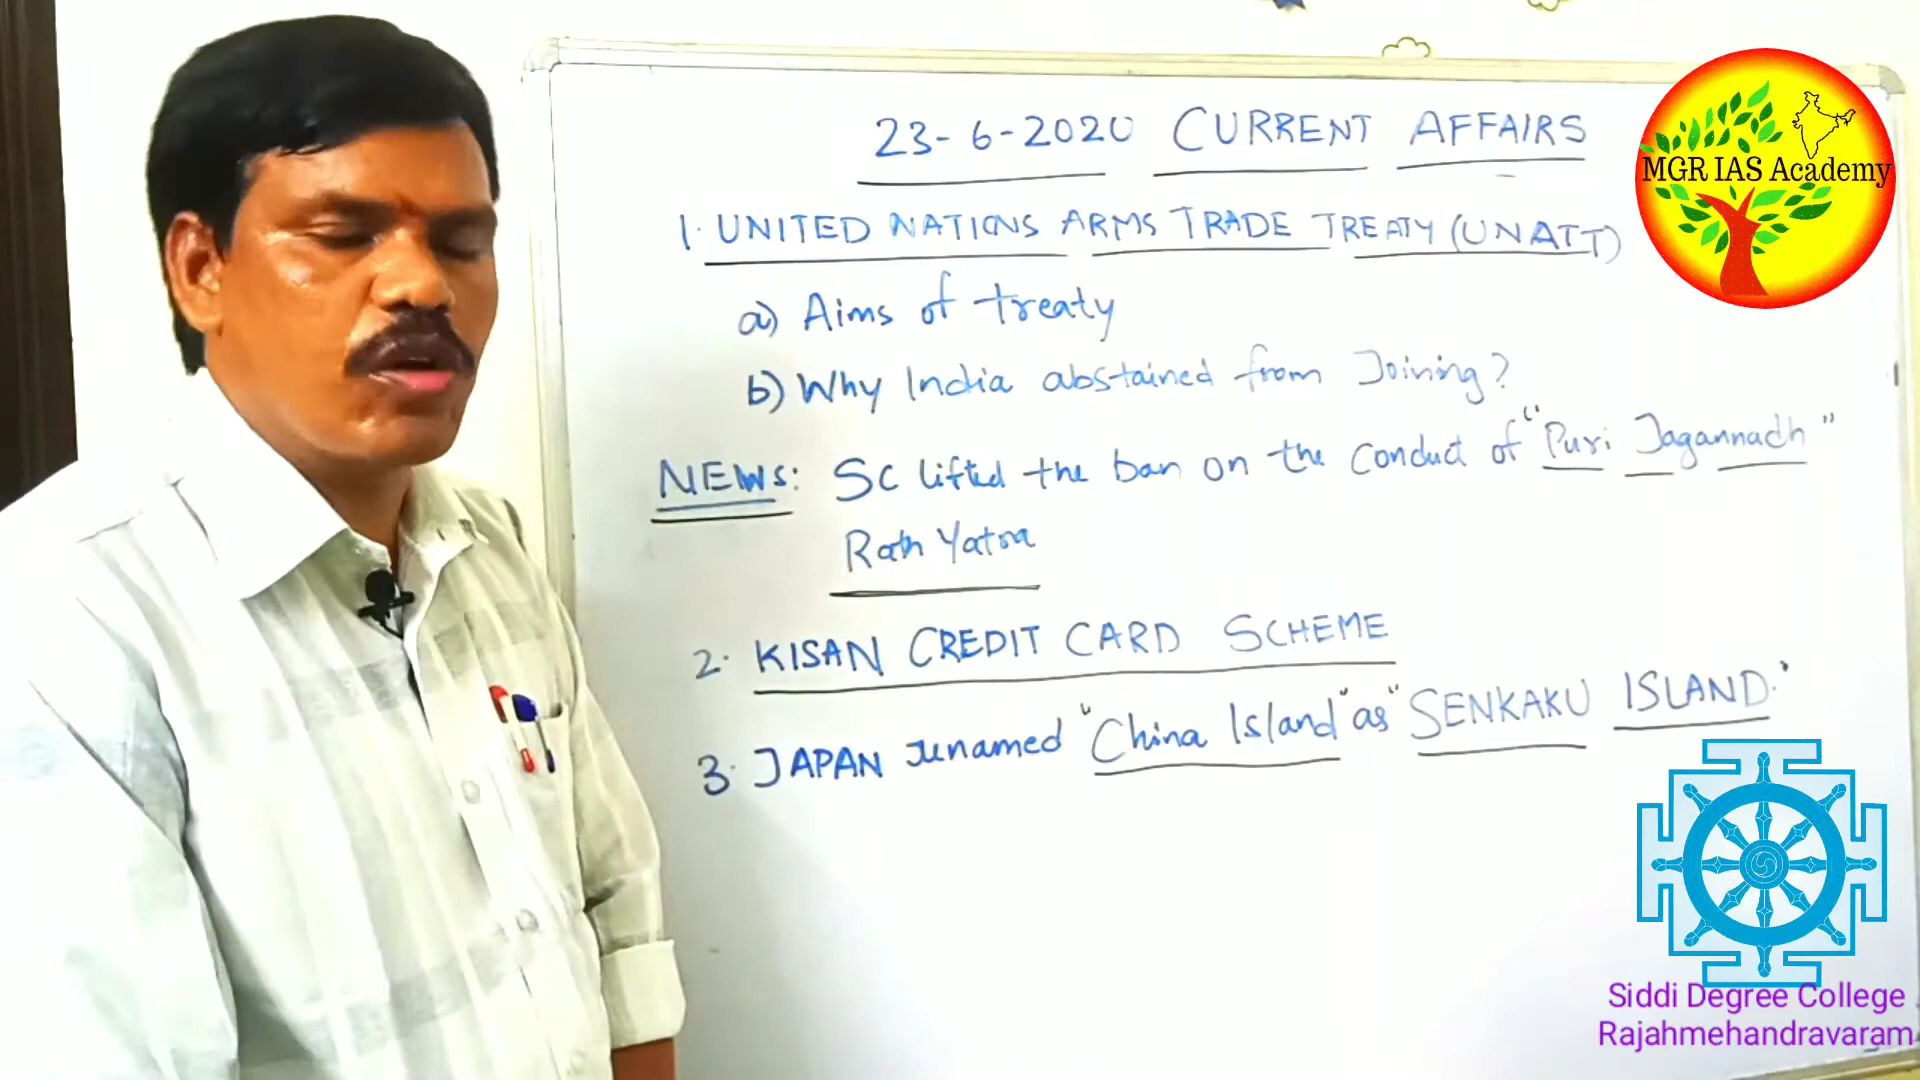 23-6-2020 CURRENT AFFAIRS
MGR IAS Academy
1. UNITED NATIONS ARMS TRADE TREATY (UNATT)
a) Aims of treaty
b) Why India abstained from Joining?
NEWS: SC lifted the ban on the conduct of "Puri Jagannadh"
Rath Yatra
2. KISAN CREDIT CARD SCHEME
3. JAPAN renamed "China Island" as "SENKAKU ISLAND."
Siddi Degree College
Rajahmehandravaram